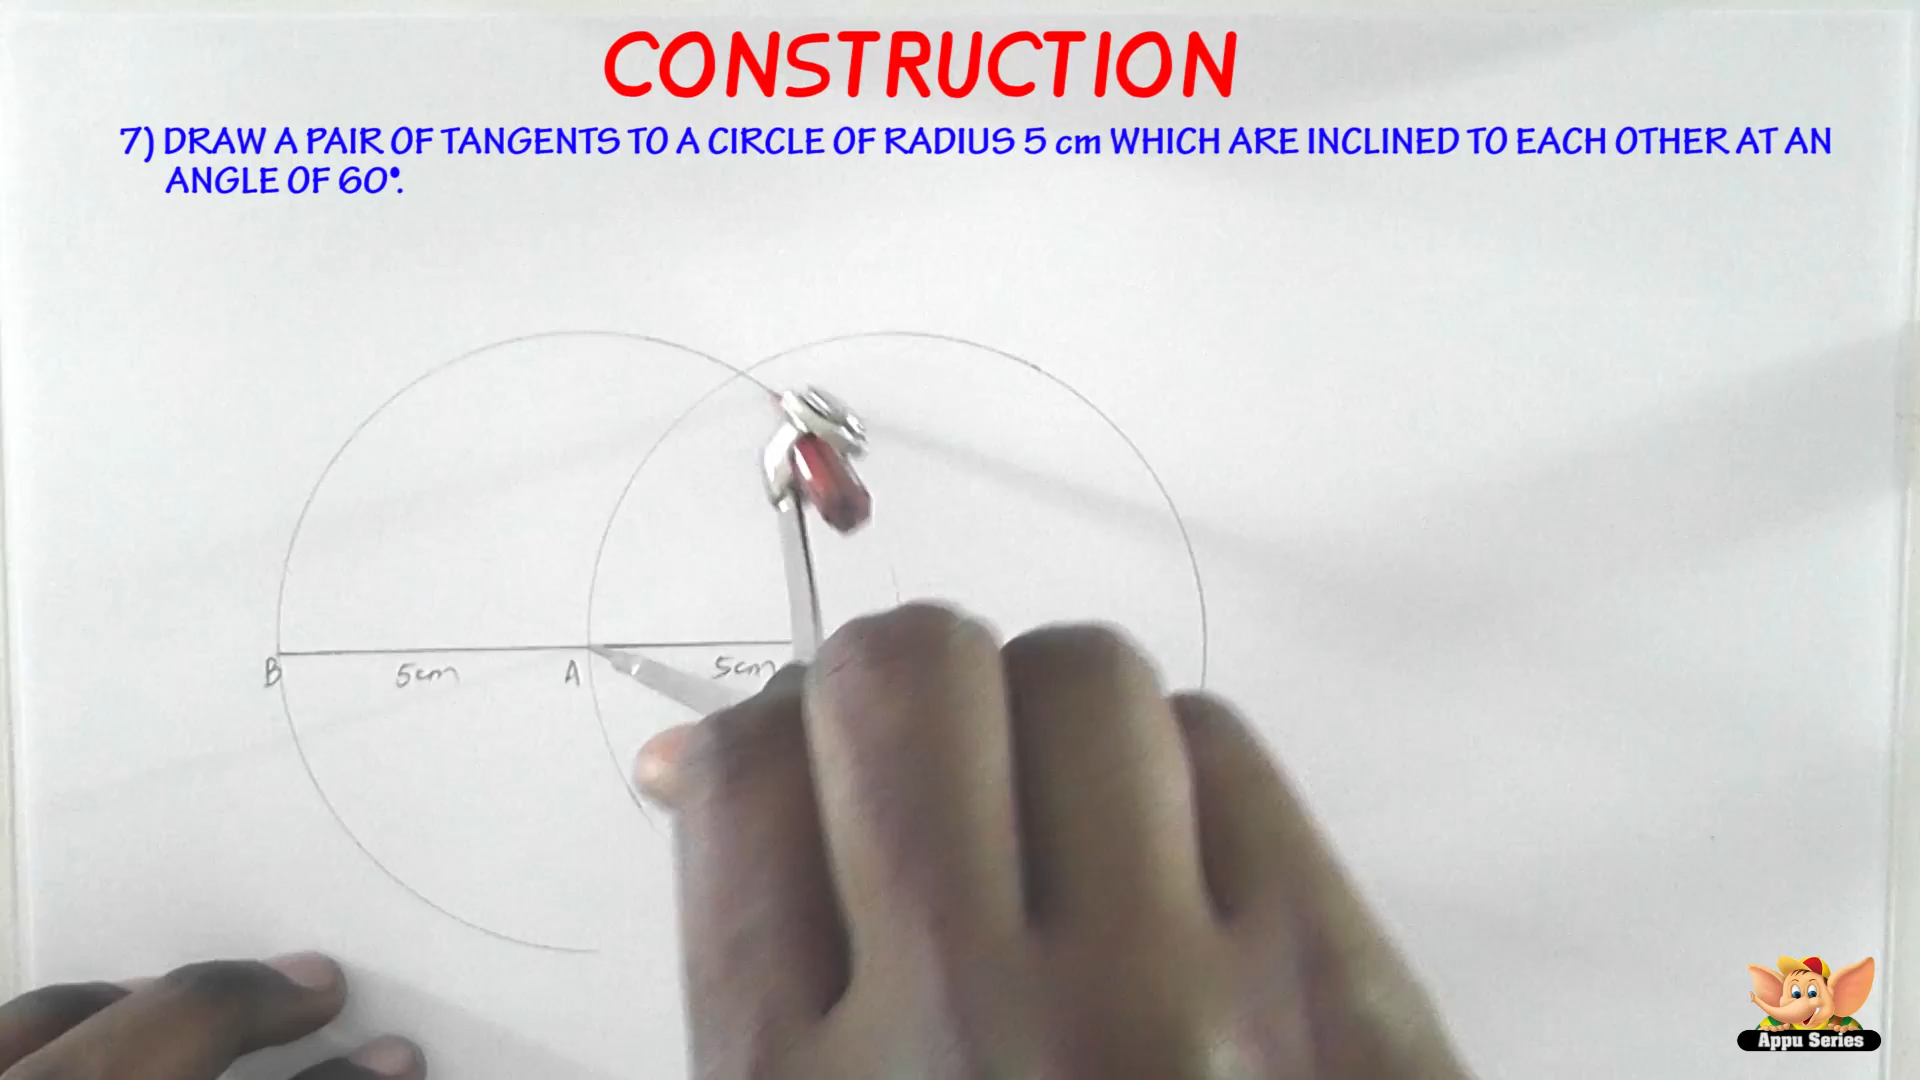 CONSTRUCTION
7) DRAW A PAIR OF TANGENTS TO A CIRCLE OF RADIUS 5 cm WHICH ARE INCLINED TO EACH OTHER AT AN
ANGLE OF 60°.
B 5cm A 5cm
Appu Series